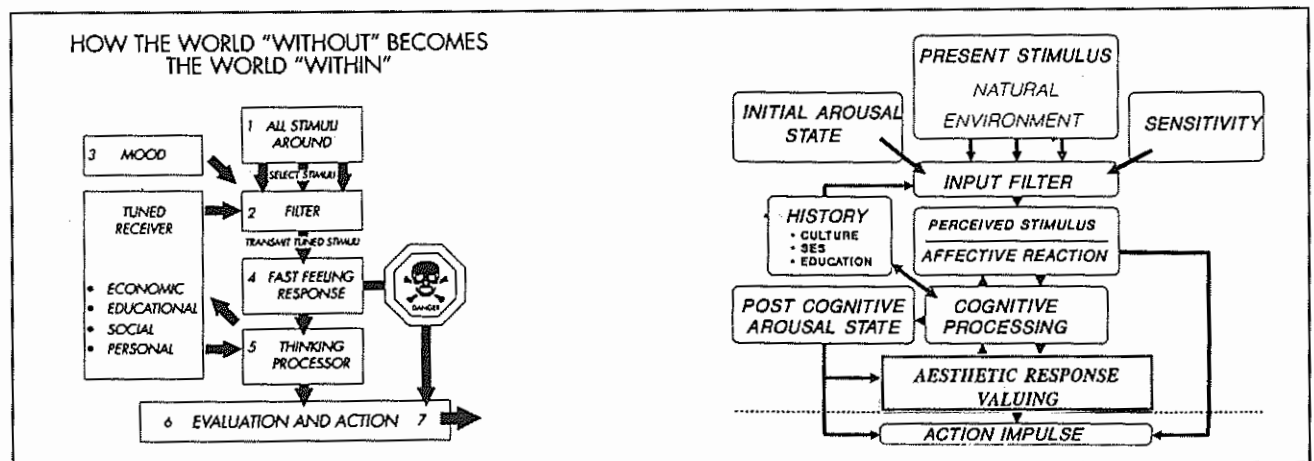 HOW THE WORLD "WITHOUT" BECOMES
THE WORLD "WITHIN"
1 ALL STIMULI
AROUND
3 MOOD
SELECT STIMULI
TUNED
RECEIVER
2 FILTER
TRANSMIT TUNED STIMULI
4 FAST FEELING
RESPONSE
DANGER
• ECONOMIC
• EDUCATIONAL
• SOCIAL
• PERSONAL
5 THINKING
PROCESSOR
6 EVALUATION AND ACTION 7
PRESENT STIMULUS
NATURAL
ENVIRONMENT
INITIAL AROUSAL
STATE
SENSITIVITY
INPUT FILTER
HISTORY
• CULTURE
• SES
• EDUCATION
PERCEIVED STIMULUS
AFFECTIVE REACTION
POST COGNITIVE
AROUSAL STATE
COGNITIVE
PROCESSING
AESTHETIC RESPONSE
VALUING
ACTION IMPULSE